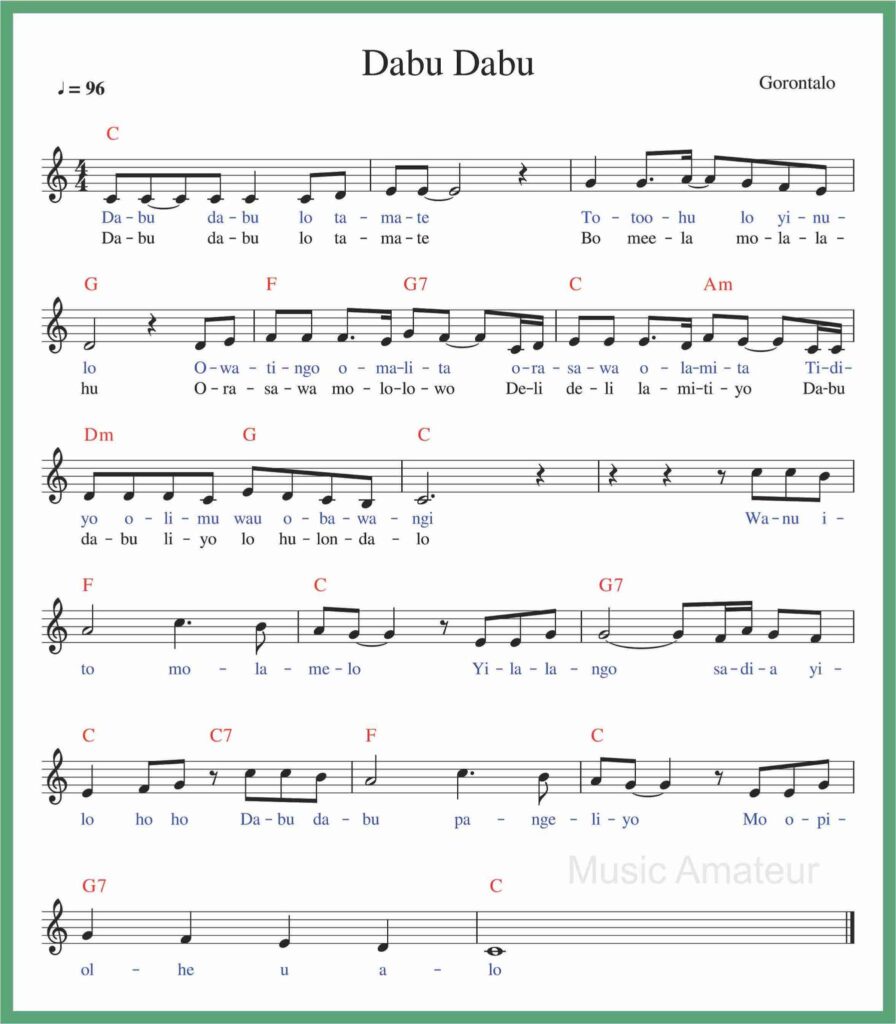 Dabu Dabu
♩ = 96
Gorontalo
C
Da – bu da – bu lo ta – ma – te To – too – hu lo yi – nu –
Da – bu da – bu lo ta – ma – te Bo mee – la mo – la – la –
G F G7 C Am
lo O – wa – ti – ngo o – ma – li – ta o – ra – sa – wa o – la – mi – ta Ti – di –
hu O – ra – sa – wa mo – lo – lo – wo De – li de – li la – mi – ti – yo Da – bu
Dm G C
yo o – li – mu wau o – ba – wa – ngi Wa – nu i –
da – bu li – yo lo hu – lon – da – lo
F C G7
to mo – la – me – lo Yi – la – la – ngo sa – di – a yi –
C C7 F C
lo ho ho Da – bu da – bu pa – nge – li – yo Mo o – pi –
Music Amateur
G7 C
ol – he u a – lo